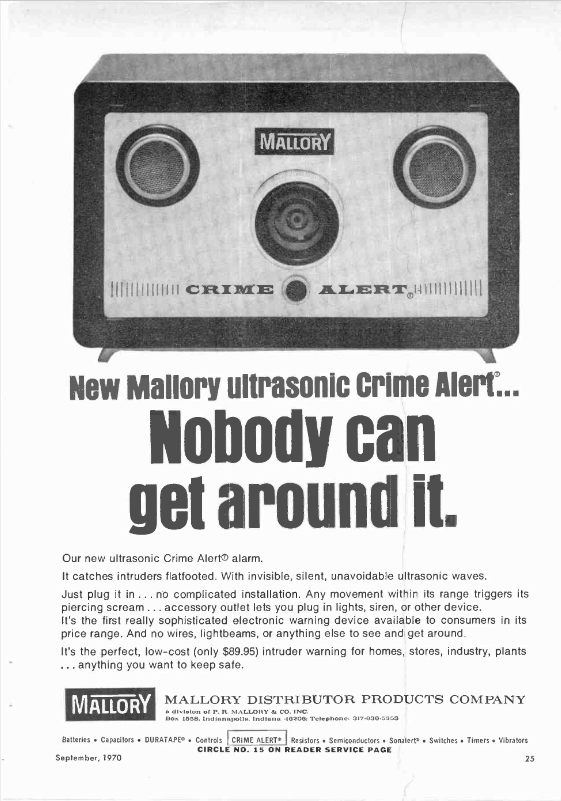 MALLORY
CRIME ALERT®
New Mallory ultrasonic Crime Alert®...
Nobody can
get around it.
Our new ultrasonic Crime Alert® alarm.
It catches intruders flatfooted. With invisible, silent, unavoidable ultrasonic waves.
Just plug it in . . . no complicated installation. Any movement within its range triggers its
piercing scream . . . accessory outlet lets you plug in lights, siren, or other device.
It's the first really sophisticated electronic warning device available to consumers in its
price range. And no wires, lightbeams, or anything else to see and get around.
It's the perfect, low-cost (only $89.95) intruder warning for homes, stores, industry, plants
. . . anything you want to keep safe.
MALLORY
MALLORY DISTRIBUTOR PRODUCTS COMPANY
a division of P. R. MALLORY & CO. INC.
Box 1558, Indianapolis, Indiana 46206; Telephone: 317-636-5353
Batteries • Capacitors • DURATAPE® • Controls CRIME ALERT® Resistors • Semiconductors • Sonalert® • Switches • Timers • Vibrators
CIRCLE NO. 15 ON READER SERVICE PAGE
September, 1970
25